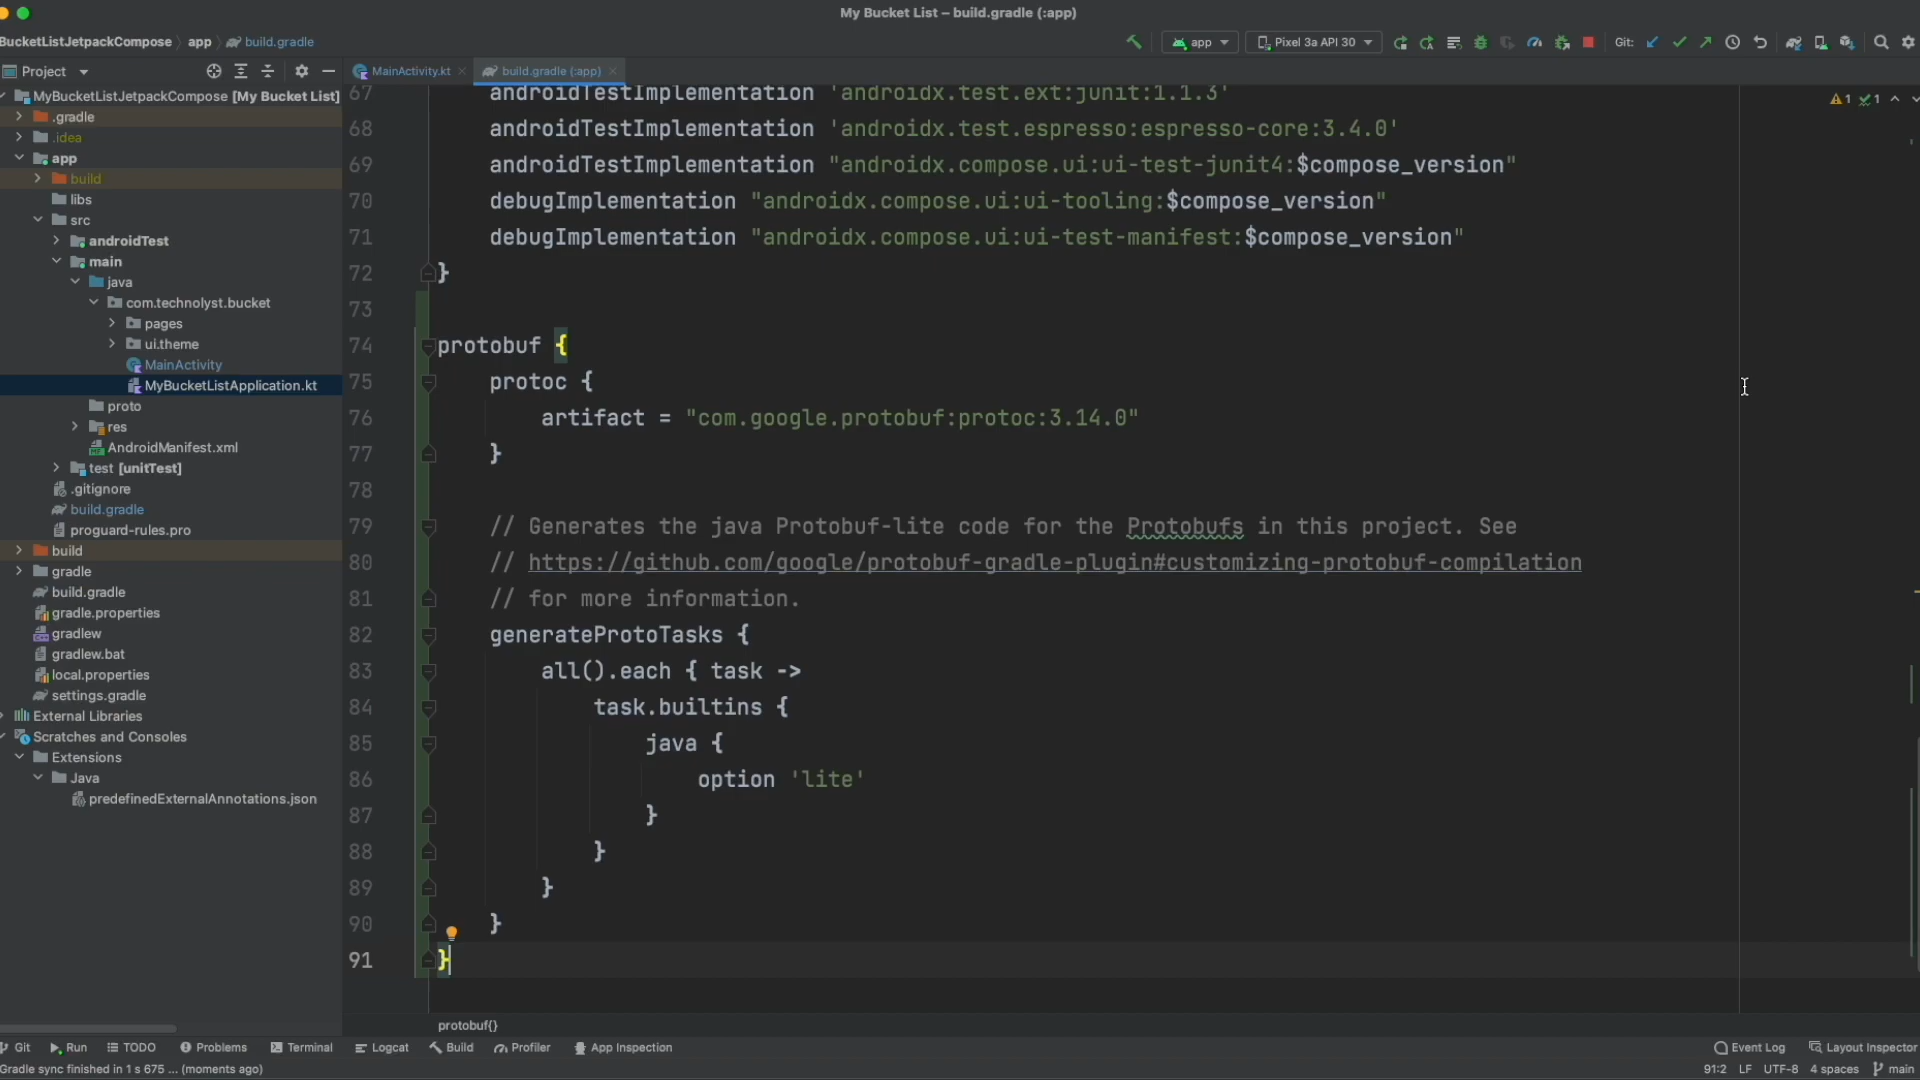 My Bucket List – build.gradle (:app)
BucketListJetpackCompose app build.gradle
app Pixel 3a API 30 Git:
Project
MainActivity.kt build.gradle (:app)
MyBucketListJetpackCompose [My Bucket List]
.gradle
.idea
app
build
libs
src
androidTest
main
java
com.technolyst.bucket
pages
ui.theme
MainActivity
MyBucketListApplication.kt
proto
res
AndroidManifest.xml
test [unitTest]
.gitignore
build.gradle
proguard-rules.pro
build
gradle
build.gradle
gradle.properties
gradlew
gradlew.bat
local.properties
settings.gradle
External Libraries
Scratches and Consoles
Extensions
Java
predefinedExternalAnnotations.json
1 1
67 androidTestImplementation 'androidx.test.ext:junit:1.1.3'
68 androidTestImplementation 'androidx.test.espresso:espresso-core:3.4.0'
69 androidTestImplementation "androidx.compose.ui:ui-test-junit4:$compose_version"
70 debugImplementation "androidx.compose.ui:ui-tooling:$compose_version"
71 debugImplementation "androidx.compose.ui:ui-test-manifest:$compose_version"
72 }
73
74 protobuf {
75 protoc {
76 artifact = "com.google.protobuf:protoc:3.14.0"
77 }
78
79 // Generates the java Protobuf-lite code for the Protobufs in this project. See
80 // https://github.com/google/protobuf-gradle-plugin#customizing-protobuf-compilation
81 // for more information.
82 generateProtoTasks {
83 all().each { task ->
84 task.builtins {
85 java {
86 option 'lite'
87 }
88 }
89 }
90 }
91 }
protobuf{}
Git Run TODO Problems Terminal Logcat Build Profiler App Inspection Event Log Layout Inspector
Gradle sync finished in 1 s 675 ... (moments ago) 91:2 LF UTF-8 4 spaces main